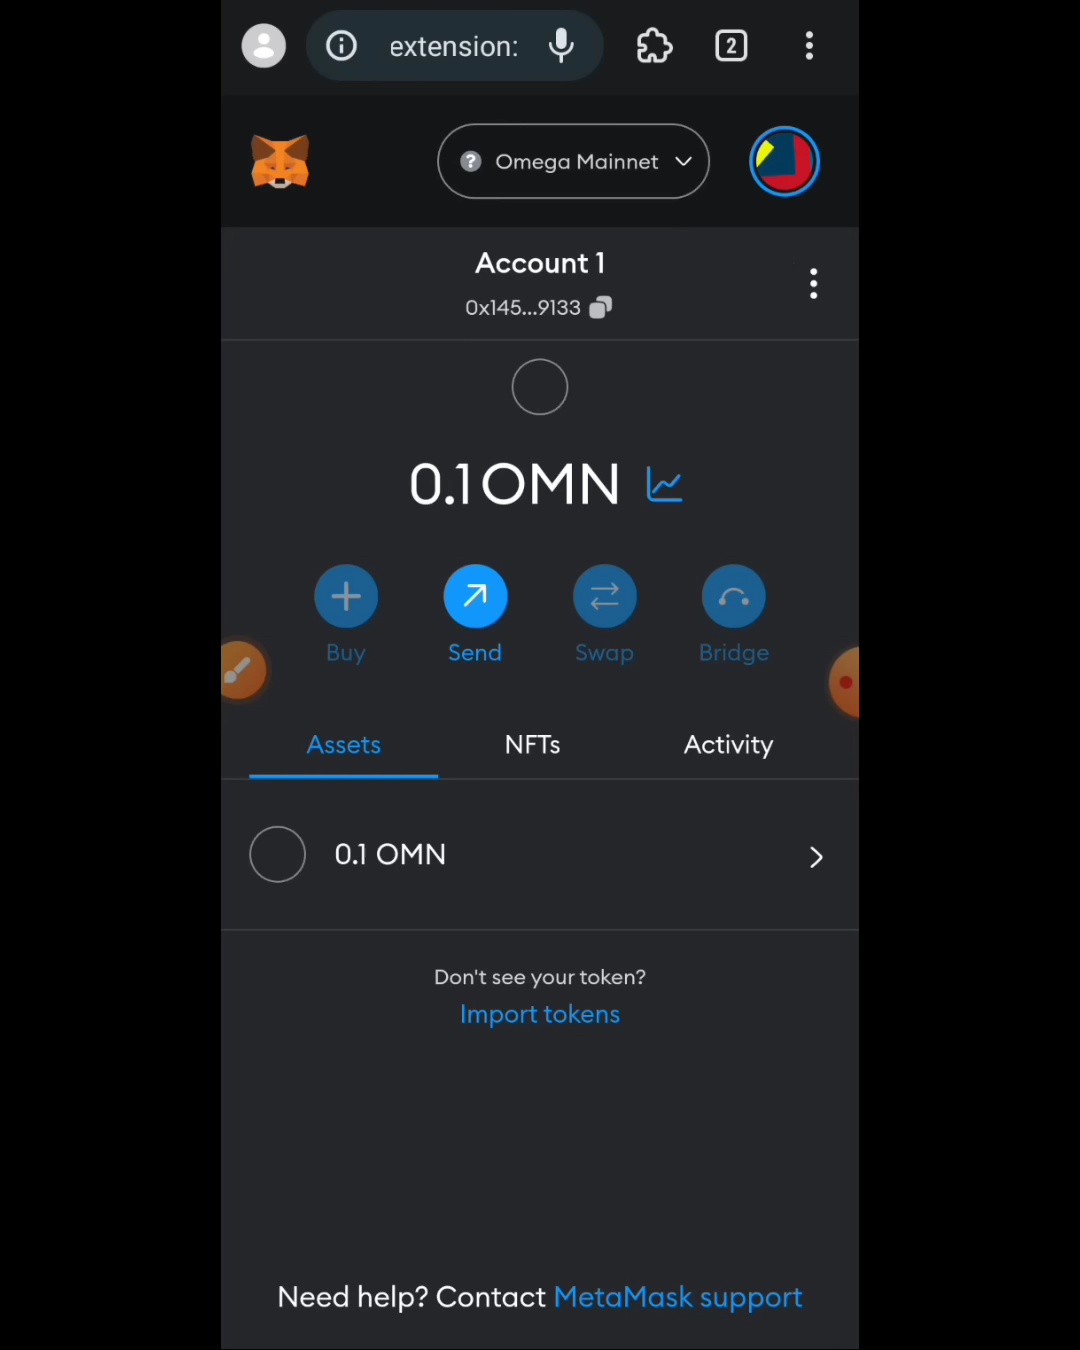 extension:
2
? Omega Mainnet
Account 1
0x145...9133
0.1 OMN
Buy Send Swap Bridge
Assets NFTs Activity
0.1 OMN
Don't see your token?
Import tokens
Need help? Contact MetaMask support